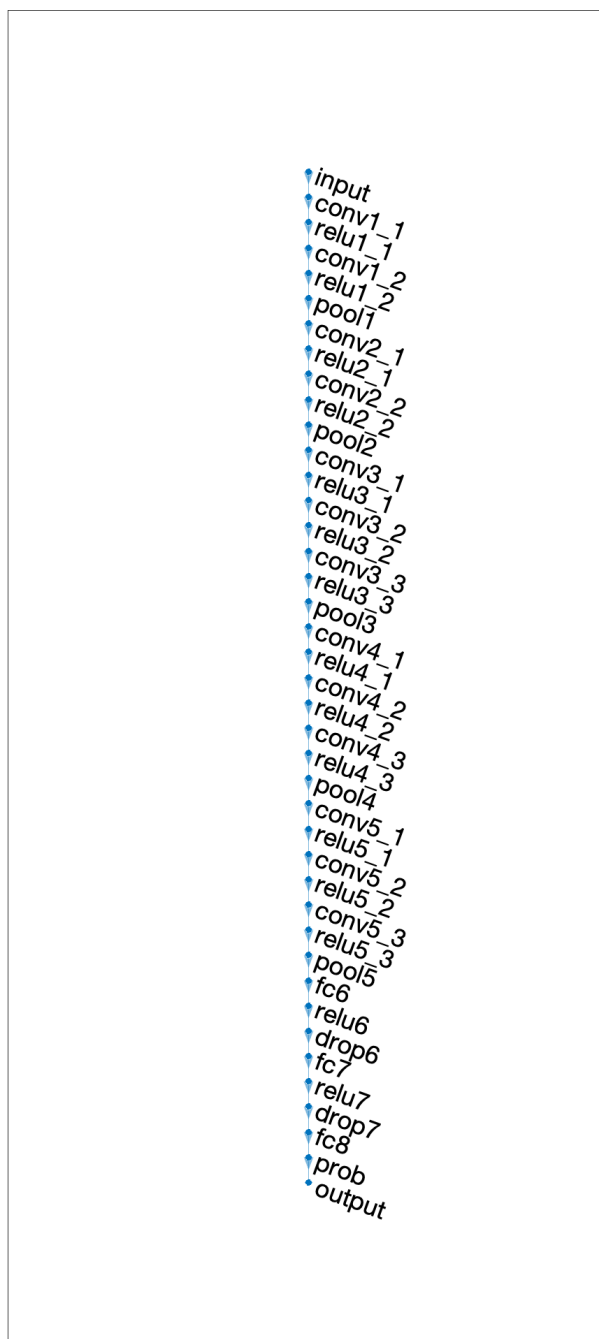 input
conv1_1
relu1_1
conv1_2
relu1_2
pool1
conv2_1
relu2_1
conv2_2
relu2_2
pool2
conv3_1
relu3_1
conv3_2
relu3_2
conv3_3
relu3_3
pool3
conv4_1
relu4_1
conv4_2
relu4_2
conv4_3
relu4_3
pool4
conv5_1
relu5_1
conv5_2
relu5_2
conv5_3
relu5_3
pool5
fc6
relu6
drop6
fc7
relu7
drop7
fc8
prob
output